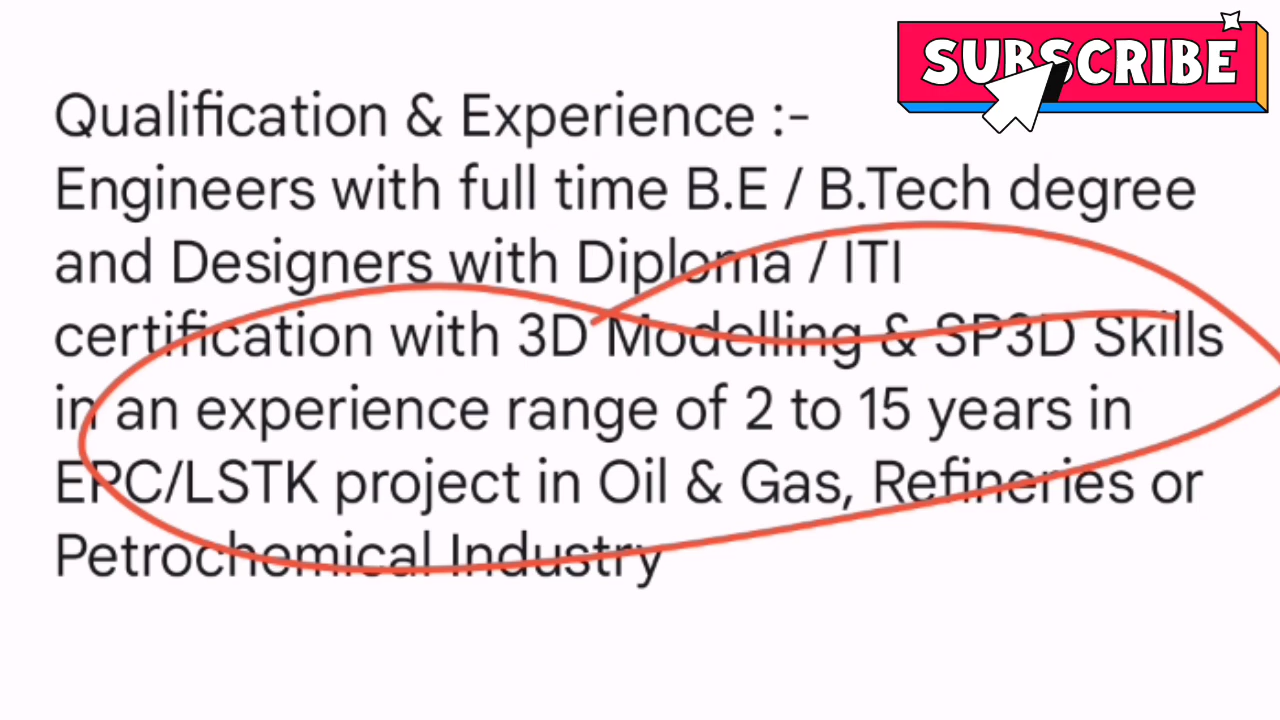 SUBSCRIBE
Qualification & Experience :-
Engineers with full time B.E / B.Tech degree
and Designers with Diploma / ITI
certification with 3D Modelling & SP3D Skills
in an experience range of 2 to 15 years in
EPC/LSTK project in Oil & Gas, Refineries or
Petrochemical Industry